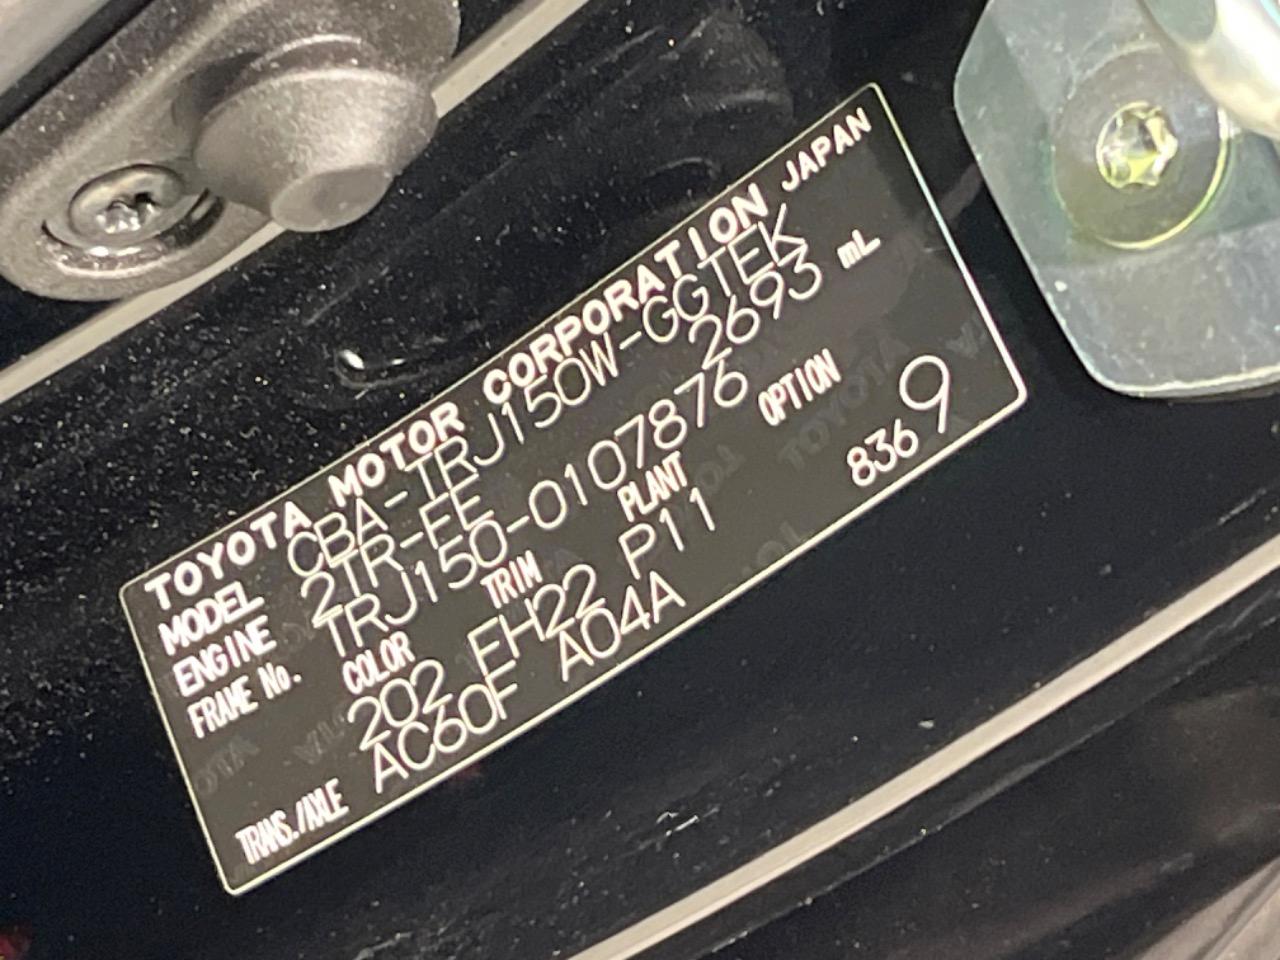 TOYOTA MOTOR CORPORATION JAPAN
MODEL CBA-TRJ150W-GGTEK
ENGINE 2TR-EE 2693 mL
FRAME No. TRJ150-0107876
COLOR TRIM PLANT OPTION
202 EH22 P11 836 9
TRANS./AXLE AC60F A04A